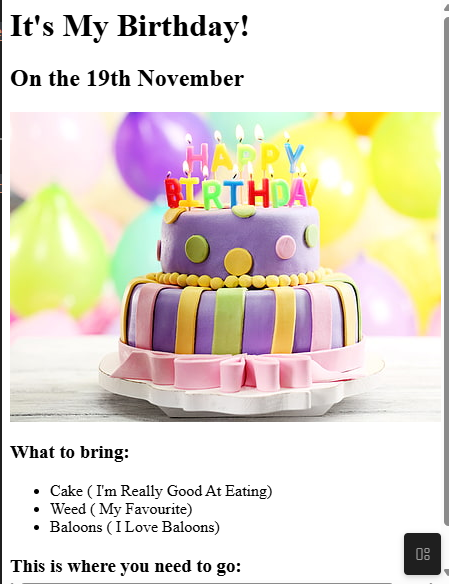 It's My Birthday!
On the 19th November
HAPPY
BIRTHDAY
What to bring:
Cake ( I'm Really Good At Eating)
Weed ( My Favourite)
Baloons ( I Love Baloons)
This is where you need to go: